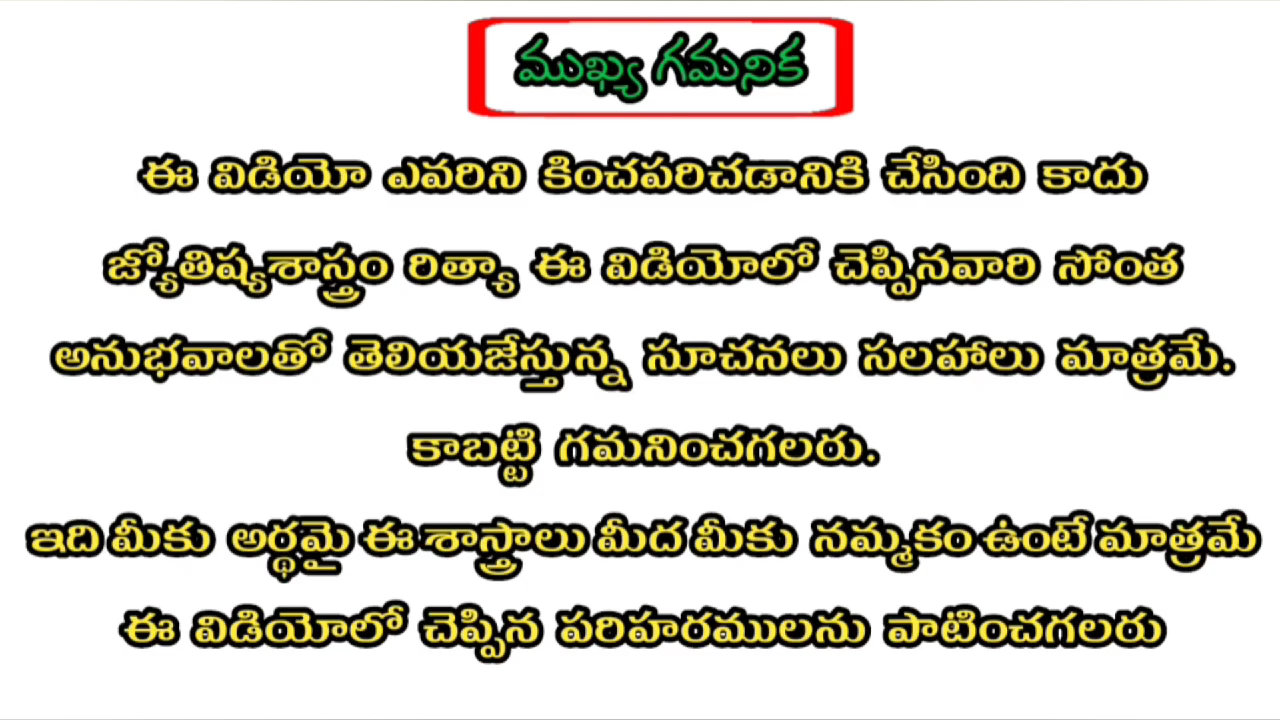 ముఖ్య గమనిక
ఈ విడియో ఎవరిని కించపరిచడానికి చేసింది కాదు
జ్యోతిష్యశాస్త్రం రిత్యా ఈ విడియోలో చెప్పినవారి సోంత
అనుభవాలతో తెలియజేస్తున్న సూచనలు సలహాలు మాత్రమే.
కాబట్టి గమనించగలరు.
ఇది మీకు అర్థమై ఈ శాస్త్రాలు మీద మీకు నమ్మకం ఉంటే మాత్రమే
ఈ విడియోలో చెప్పిన పరిహరములను పాటించగలరు